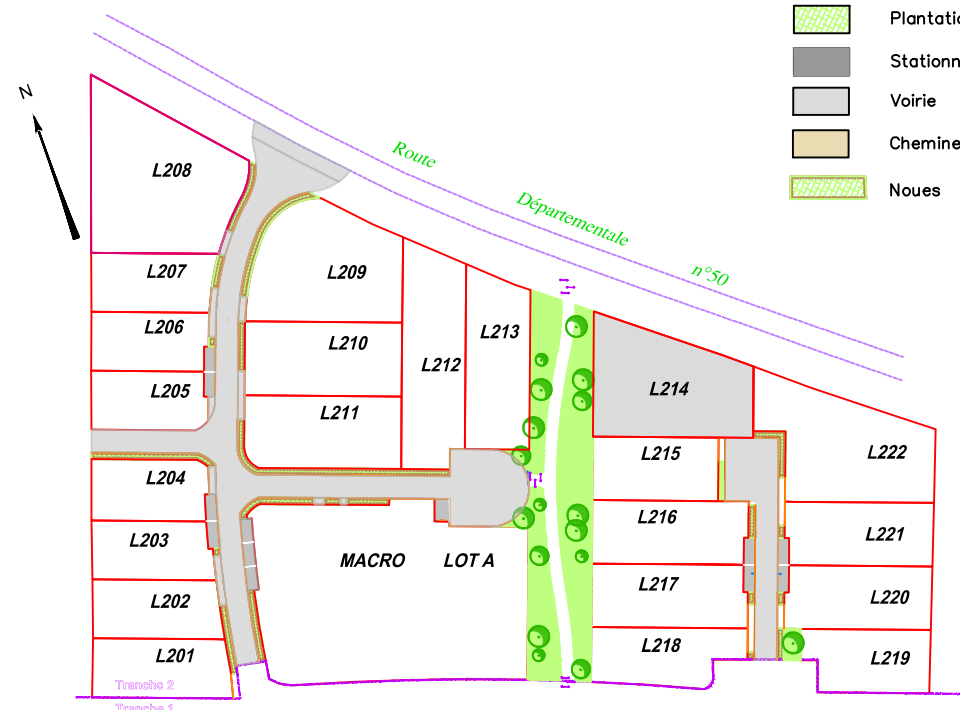 Plantatio
Stationn
Voirie
Chemine
Noues
N
Route
Départementale
n°50
L208
L207
L206
L205
L204
L203
L202
L201
L209
L210
L211
L212
L213
L214
L215
L216
L217
L218
L222
L221
L220
L219
MACRO LOT A
Tranche 2
Tranche 1